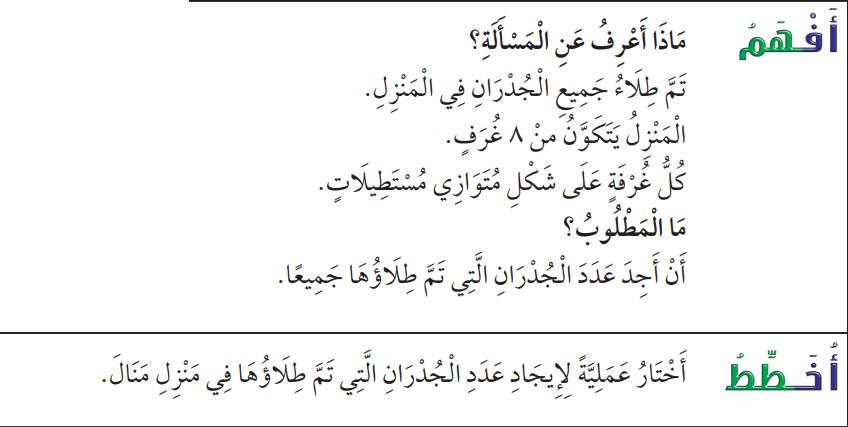 أَفْهَمُ
مَاذَا أَعْرِفُ عَنِ الْمَسْأَلَةِ؟
تَمَّ طِلَاءُ جَمِيعِ الْجُدْرَانِ فِي الْمَنْزِلِ.
الْمَنْزِلُ يَتَكَوَّنُ منْ ٨ غُرَفٍ.
كُلُّ غُرْفَةٍ عَلَى شَكْلِ مُتَوَازِي مُسْتَطِيلَاتٍ.
مَا الْمَطْلُوبُ؟
أَنْ أَجِدَ عَدَدَ الْجُدْرَانِ الَّتِي تَمَّ طِلَاؤُهَا جَمِيعًا.
أُخَطِّطُ
أَخْتَارُ عَمَلِيَّةً لِإِيجَادِ عَدَدِ الْجُدْرَانِ الَّتِي تَمَّ طِلَاؤُهَا فِي مَنْزِلِ مَنَالَ.